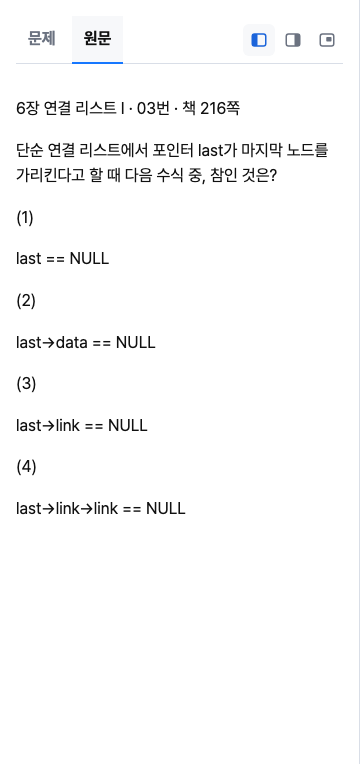 문제 원문
6장 연결 리스트 I · 03번 · 책 216쪽
단순 연결 리스트에서 포인터 last가 마지막 노드를
가리킨다고 할 때 다음 수식 중, 참인 것은?
(1)
last == NULL
(2)
last→data == NULL
(3)
last→link == NULL
(4)
last→link→link == NULL